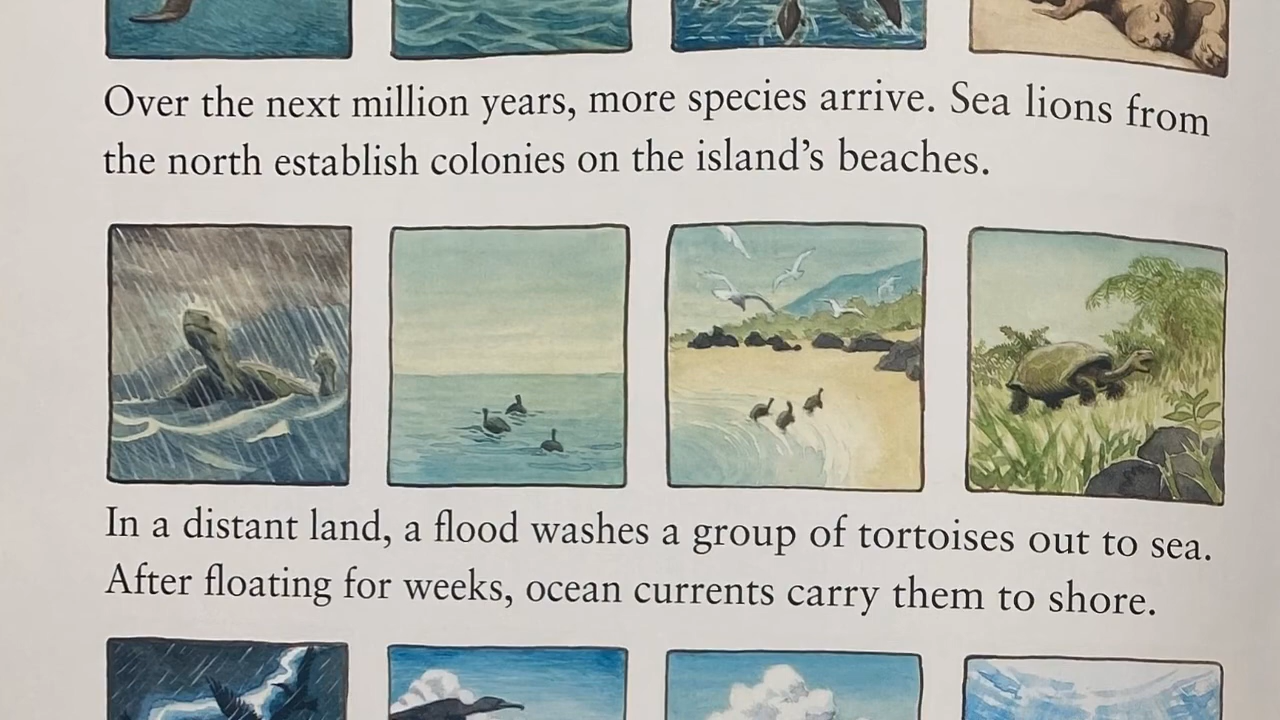 Over the next million years, more species arrive. Sea lions from
the north establish colonies on the island’s beaches.
In a distant land, a flood washes a group of tortoises out to sea.
After floating for weeks, ocean currents carry them to shore.